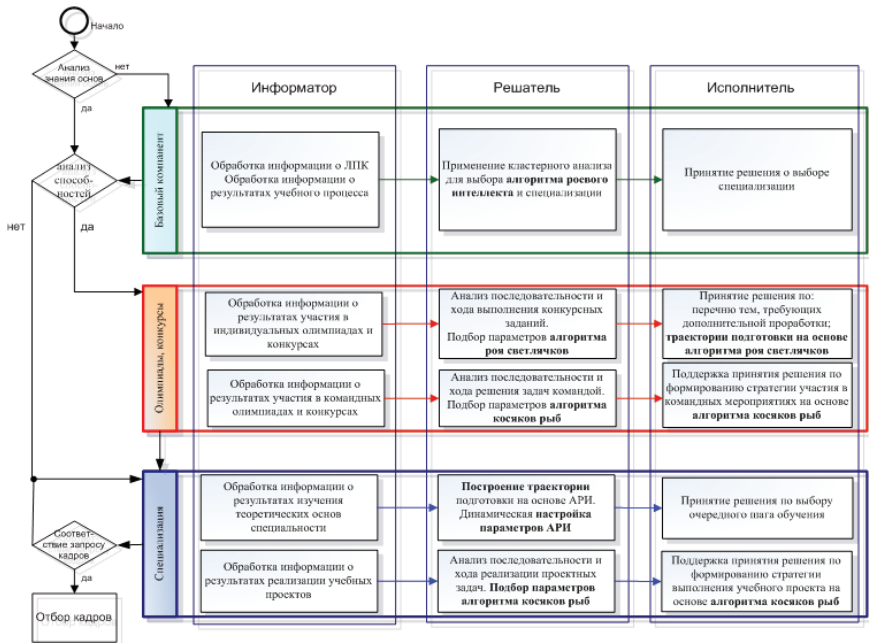 Начало
Анализ
знания основ
нет
да
анализ
способ-
ностей
нет
да
Информатор
Решатель
Исполнитель
Базовый компонент
Обработка информации о ЛПК
Обработка информации о
результатах учебного процесса
Применение кластерного анализа
для выбора алгоритма роевого
интеллекта и специализации
Принятие решения о выборе
специализации
Олимпиады, конкурсы
Обработка информации о
результатах участия в
индивидуальных олимпиадах и
конкурсах
Анализ последовательности и
хода выполнения конкурсных
заданий.
Подбор параметров алгоритма
роя светлячков
Принятие решения по:
перечню тем, требующих
дополнительной проработки;
траектории подготовки на основе
алгоритма роя светлячков
Обработка информации о
результатах участия в командных
олимпиадах и конкурсах
Анализ последовательности и
хода решения задач командой.
Подбор параметров алгоритма
косяков рыб
Поддержка принятия решения по
формированию стратегии участия в
командных мероприятиях на основе
алгоритма косяков рыб
Специализация
Обработка информации о
результатах изучения
теоретических основ
специальности
Построение траектории
подготовки на основе АРИ.
Динамическая настройка
параметров АРИ
Принятие решения по выбору
очередного шага обучения
Обработка информации о
результатах реализации учебных
проектов
Анализ последовательности и
хода реализации проектных
задач. Подбор параметров
алгоритма косяков рыб
Поддержка принятия решения по
формированию стратегии
выполнения учебного проекта на
основе алгоритма косяков рыб
Соответ-
ствие запросу
кадров
да
Отбор кадров